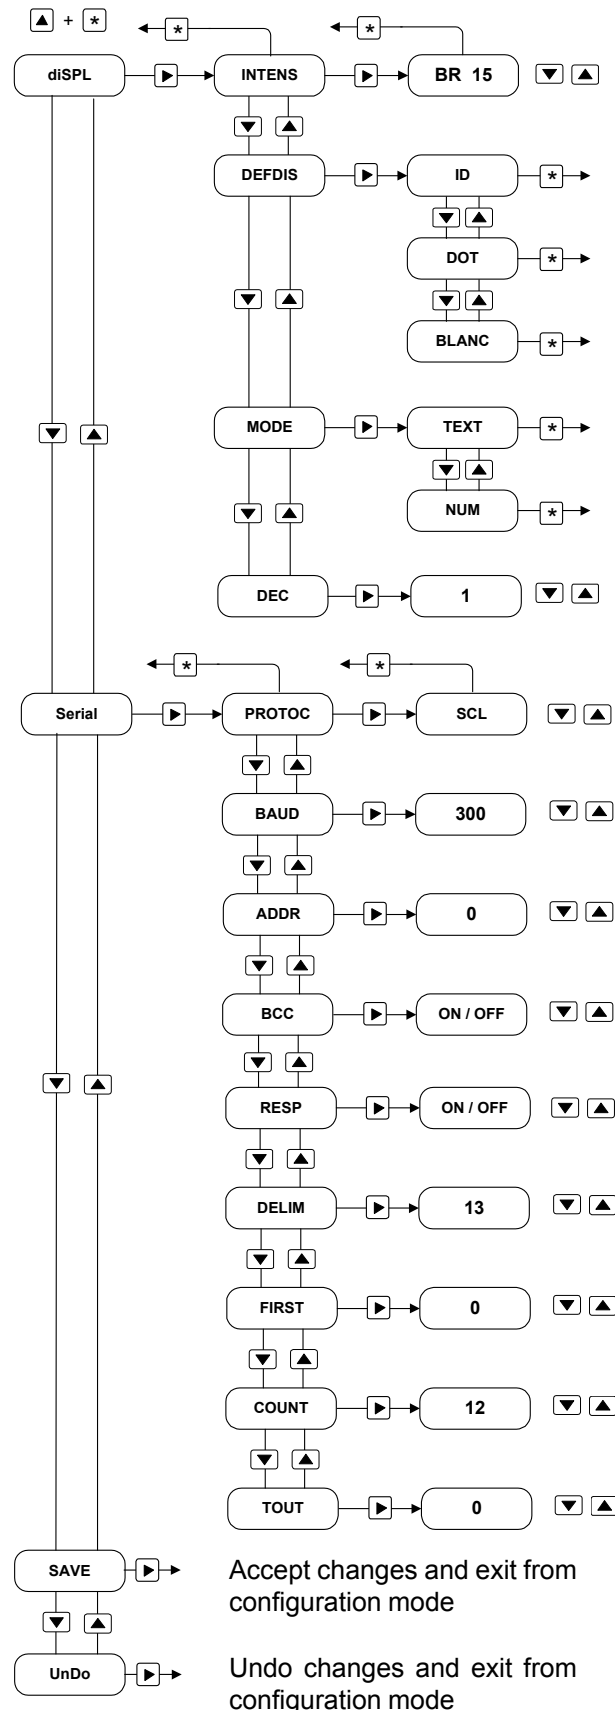 + *
* *
diSPL INTENS BR 15
DEFDIS ID *
DOT *
BLANC *
MODE TEXT *
NUM *
DEC 1
* *
Serial PROTOC SCL
BAUD 300
ADDR 0
BCC ON / OFF
RESP ON / OFF
DELIM 13
FIRST 0
COUNT 12
TOUT 0
SAVE Accept changes and exit from
configuration mode
UnDo Undo changes and exit from
configuration mode